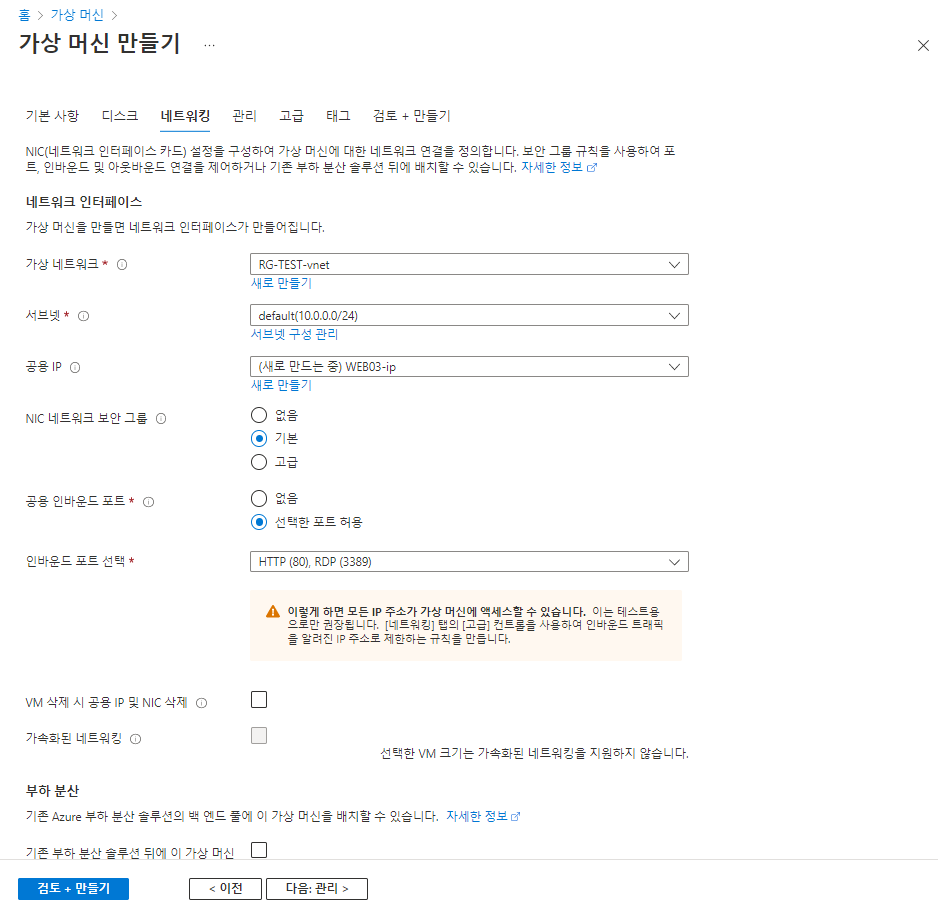 홈 > 가상 머신 >
가상 머신 만들기 ...
기본 사항 디스크 네트워킹 관리 고급 태그 검토 + 만들기
NIC(네트워크 인터페이스 카드) 설정을 구성하여 가상 머신에 대한 네트워크 연결을 정의합니다. 보안 그룹 규칙을 사용하여 포
트, 인바운드 및 아웃바운드 연결을 제어하거나 기존 부하 분산 솔루션 뒤에 배치할 수 있습니다. 자세한 정보
네트워크 인터페이스
가상 머신을 만들면 네트워크 인터페이스가 만들어집니다.
가상 네트워크 * RG-TEST-vnet
새로 만들기
서브넷 * default(10.0.0.0/24)
서브넷 구성 관리
공용 IP (새로 만드는 중) WEB03-ip
새로 만들기
NIC 네트워크 보안 그룹 없음
기본
고급
공용 인바운드 포트 * 없음
선택한 포트 허용
인바운드 포트 선택 * HTTP (80), RDP (3389)
이렇게 하면 모든 IP 주소가 가상 머신에 액세스할 수 있습니다. 이는 테스트용
으로만 권장됩니다. [네트워킹] 탭의 [고급] 컨트롤을 사용하여 인바운드 트래픽
을 알려진 IP 주소로 제한하는 규칙을 만듭니다.
VM 삭제 시 공용 IP 및 NIC 삭제
가속화된 네트워킹
선택한 VM 크기는 가속화된 네트워킹을 지원하지 않습니다.
부하 분산
기존 Azure 부하 분산 솔루션의 백 엔드 풀에 이 가상 머신을 배치할 수 있습니다. 자세한 정보
기존 부하 분산 솔루션 뒤에 이 가상 머신
검토 + 만들기 < 이전 다음: 관리 >